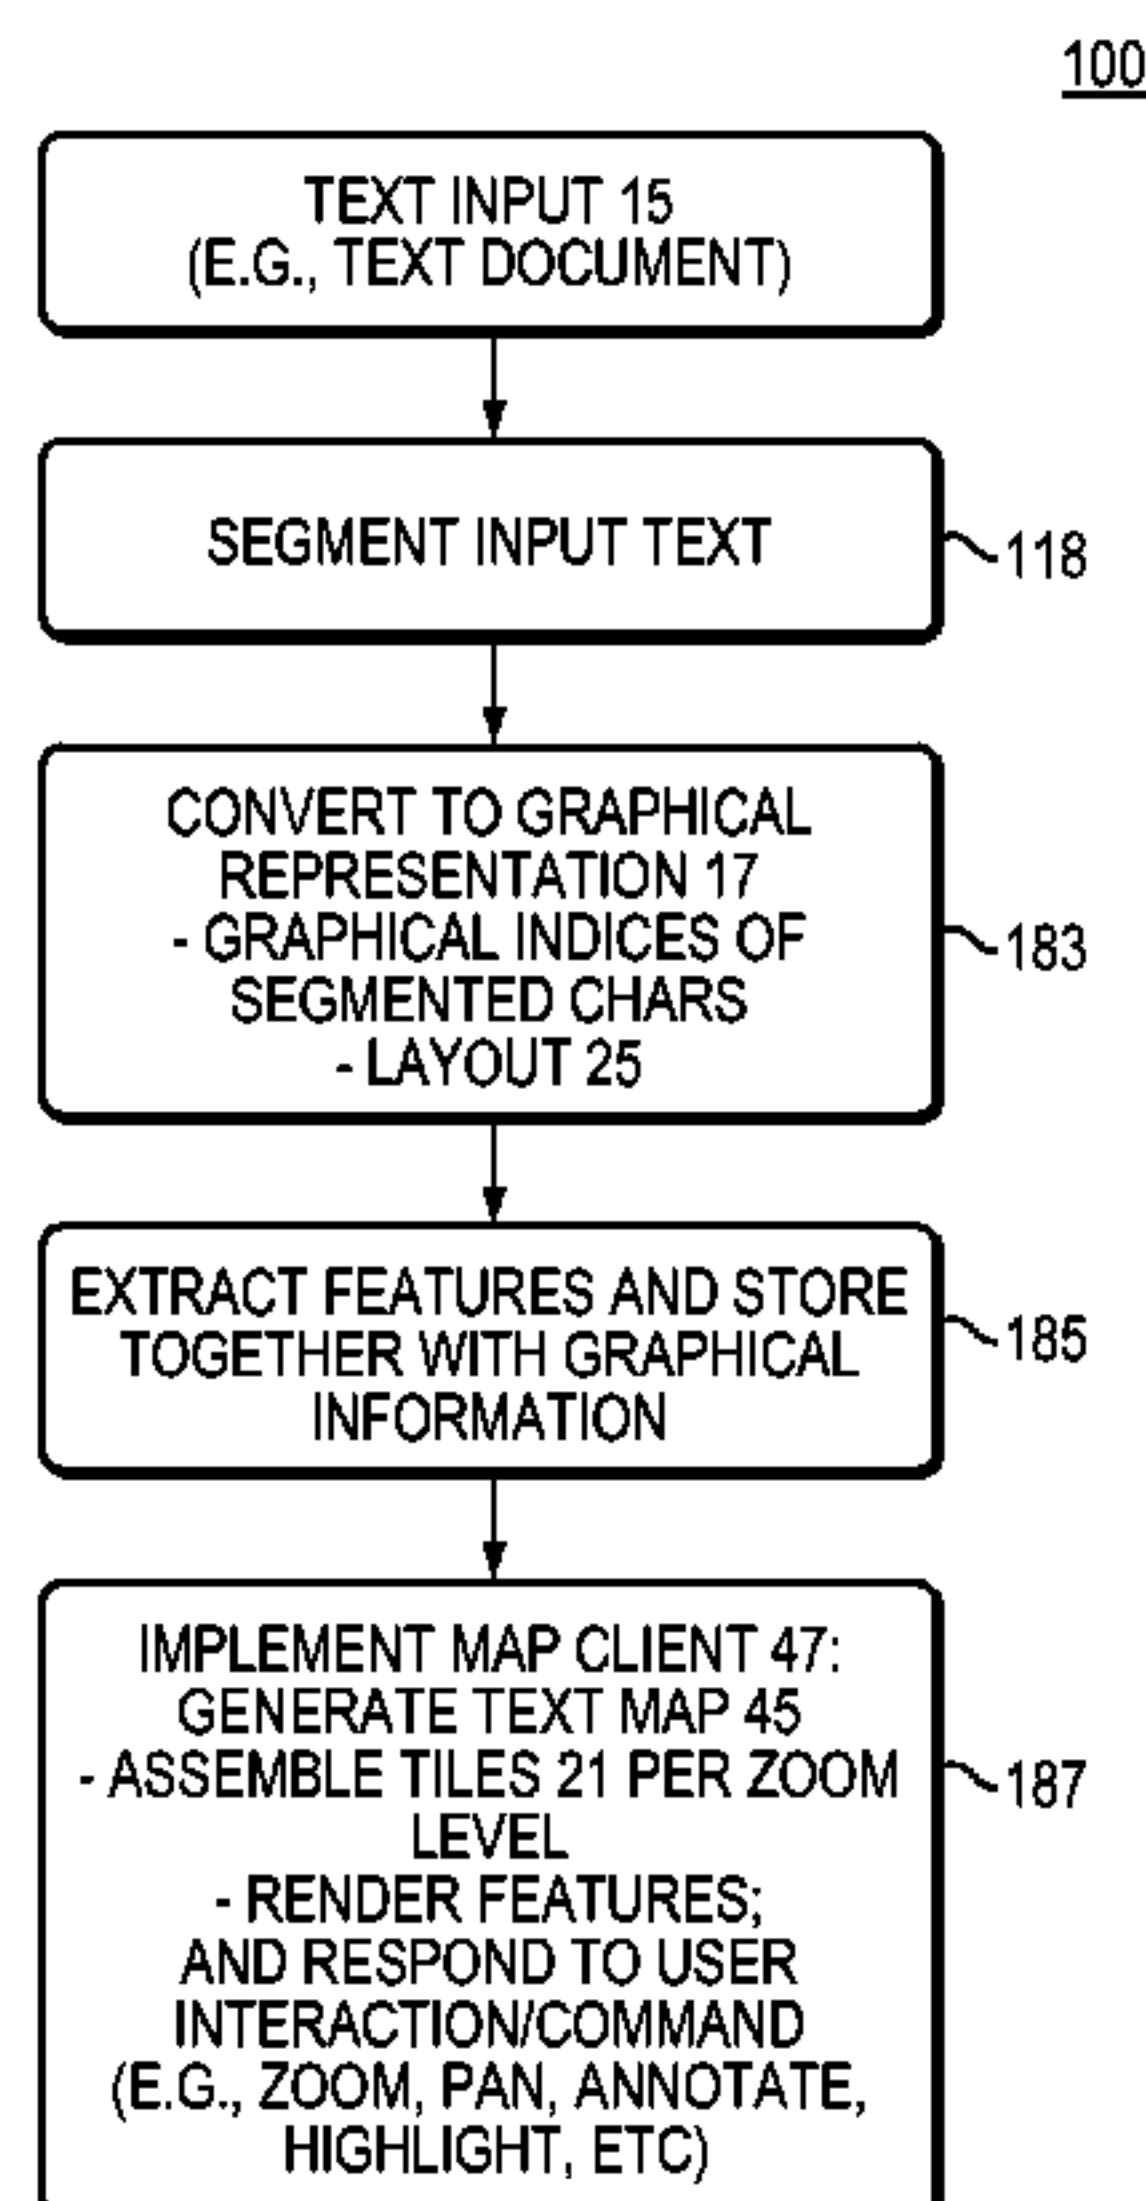 100
TEXT INPUT 15
(E.G., TEXT DOCUMENT)
SEGMENT INPUT TEXT
118
CONVERT TO GRAPHICAL
REPRESENTATION 17
- GRAPHICAL INDICES OF
SEGMENTED CHARS
- LAYOUT 25
183
EXTRACT FEATURES AND STORE
TOGETHER WITH GRAPHICAL
INFORMATION
185
IMPLEMENT MAP CLIENT 47:
GENERATE TEXT MAP 45
- ASSEMBLE TILES 21 PER ZOOM
LEVEL
- RENDER FEATURES;
AND RESPOND TO USER
INTERACTION/COMMAND
(E.G., ZOOM, PAN, ANNOTATE,
HIGHLIGHT, ETC)
187